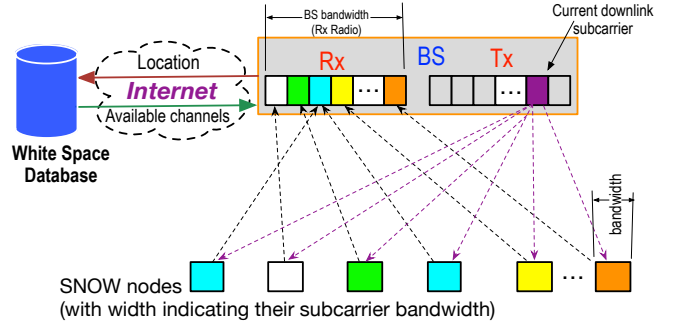 BS bandwidth
(Rx Radio)
Current downlink
subcarrier
Location
Internet
Available channels
Rx
BS
Tx
...
...
White Space
Database
bandwidth
...
SNOW nodes
(with width indicating their subcarrier bandwidth)